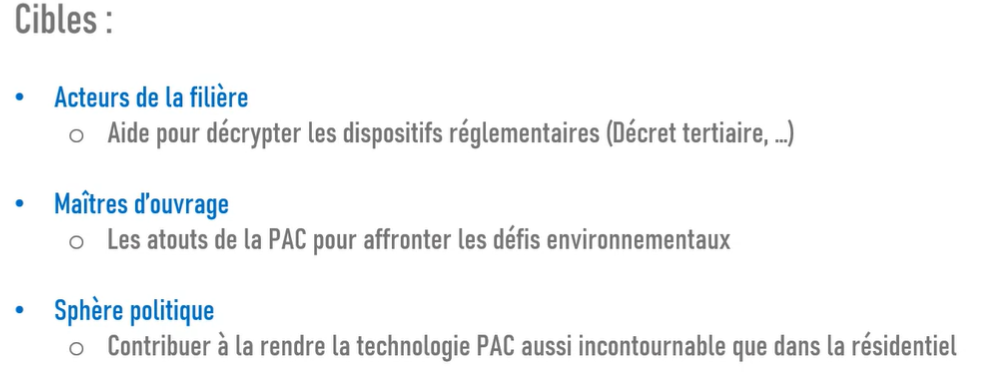 Cibles :
• Acteurs de la filière
o Aide pour décrypter les dispositifs réglementaires (Décret tertiaire, ...)
• Maîtres d'ouvrage
o Les atouts de la PAC pour affronter les défis environnementaux
• Sphère politique
o Contribuer à la rendre la technologie PAC aussi incontournable que dans la résidentiel